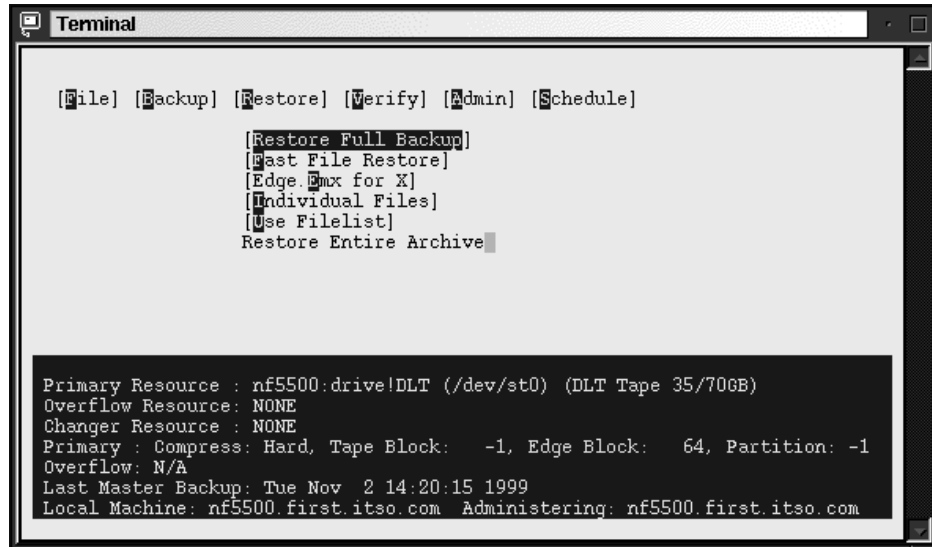 Terminal
[File] [Backup] [Restore] [Verify] [Admin] [Schedule]
[Restore Full Backup]
[Fast File Restore]
[Edge.Emx for X]
[Individual Files]
[Use Filelist]
Restore Entire Archive
Primary Resource : nf5500:drive!DLT (/dev/st0) (DLT Tape 35/70GB)
Overflow Resource: NONE
Changer Resource : NONE
Primary : Compress: Hard, Tape Block:   -1, Edge Block:   64, Partition: -1
Overflow: N/A
Last Master Backup: Tue Nov  2 14:20:15 1999
Local Machine: nf5500.first.itso.com  Administering: nf5500.first.itso.com